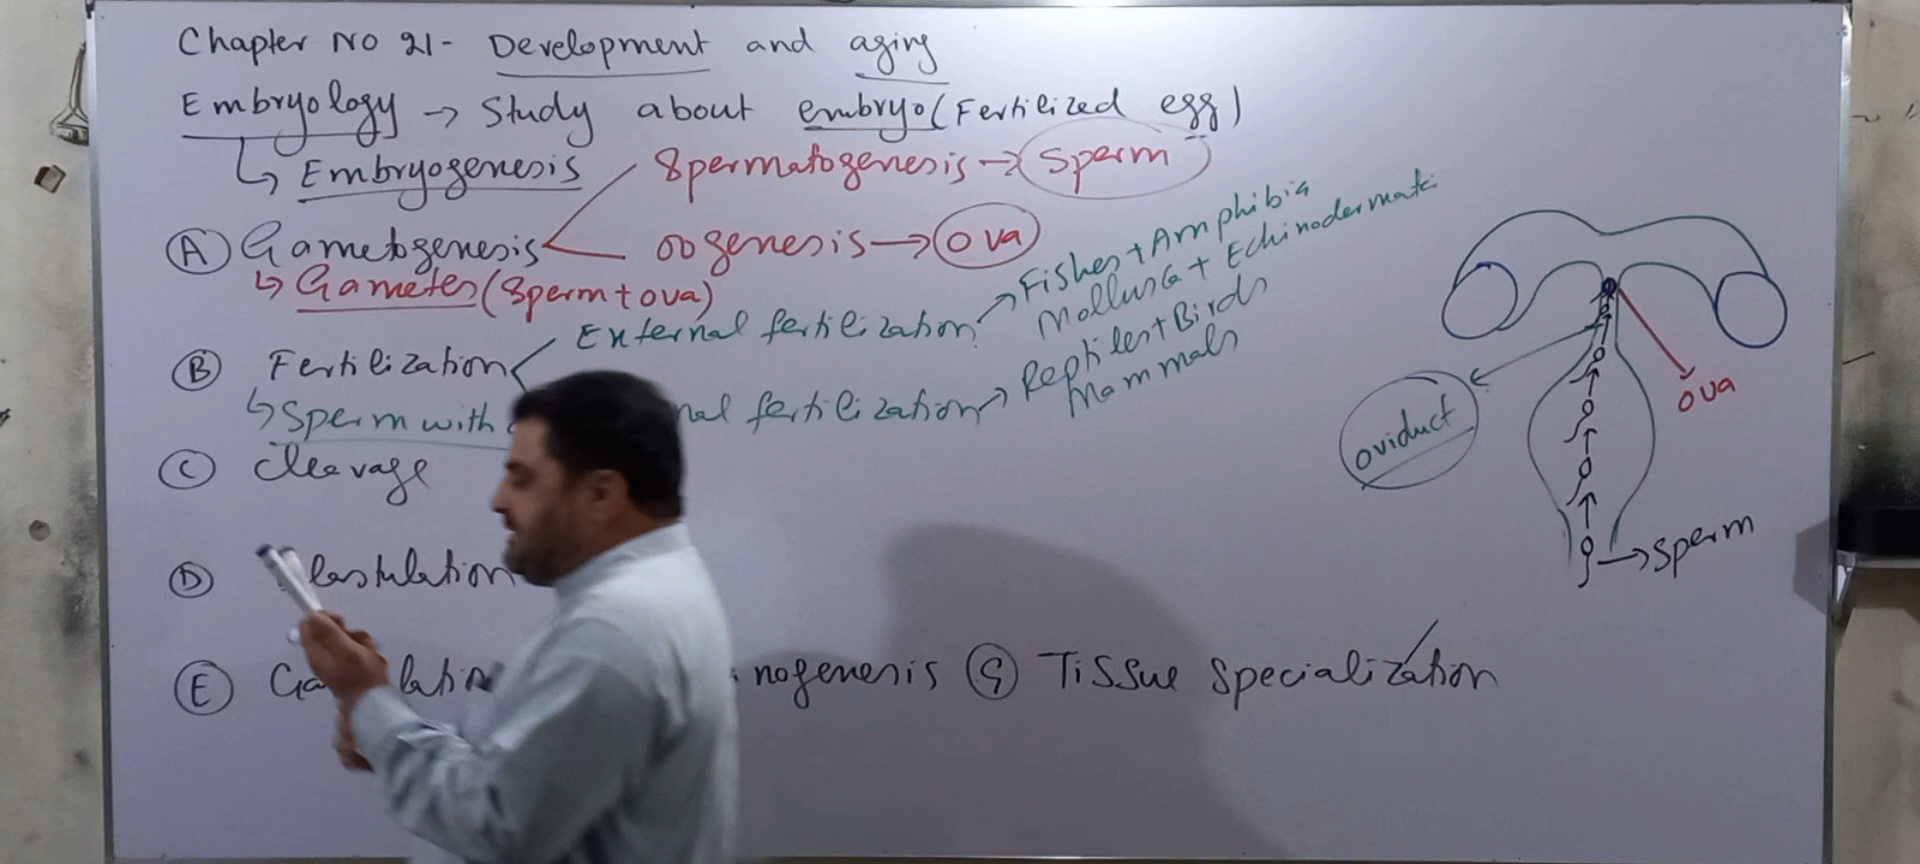 Chapter No 21- Development and aging
Embryology → Study about embryo (Fertilized egg)
↳ Embryogenesis
Spermatogenesis → Sperm
(A) Gametogenesis
oogenesis → ova
↳ Gametes (Sperm + ova)
External fertilization → Fishes + Amphibia
Mollusca + Echinodermata
(B) Fertilization
↳ Sperm with
nal fertilization → Reptiles + Birds
Mammals
(C) Cleavage
(D) lastulation
(E) Ga lation nogenesis (G) Tissue Specialization
ova
oviduct
→ Sperm